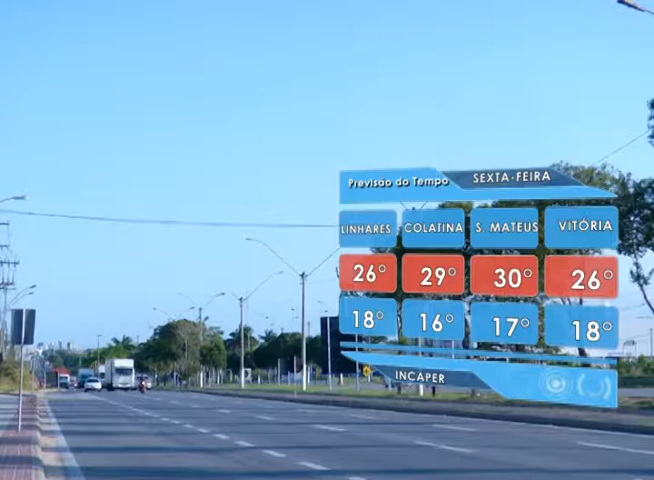 Previsão do Tempo SEXTA-FEIRA
LINHARES COLATINA S. MATEUS VITÓRIA
26° 29° 30° 26°
18° 16° 17° 18°
INCAPER